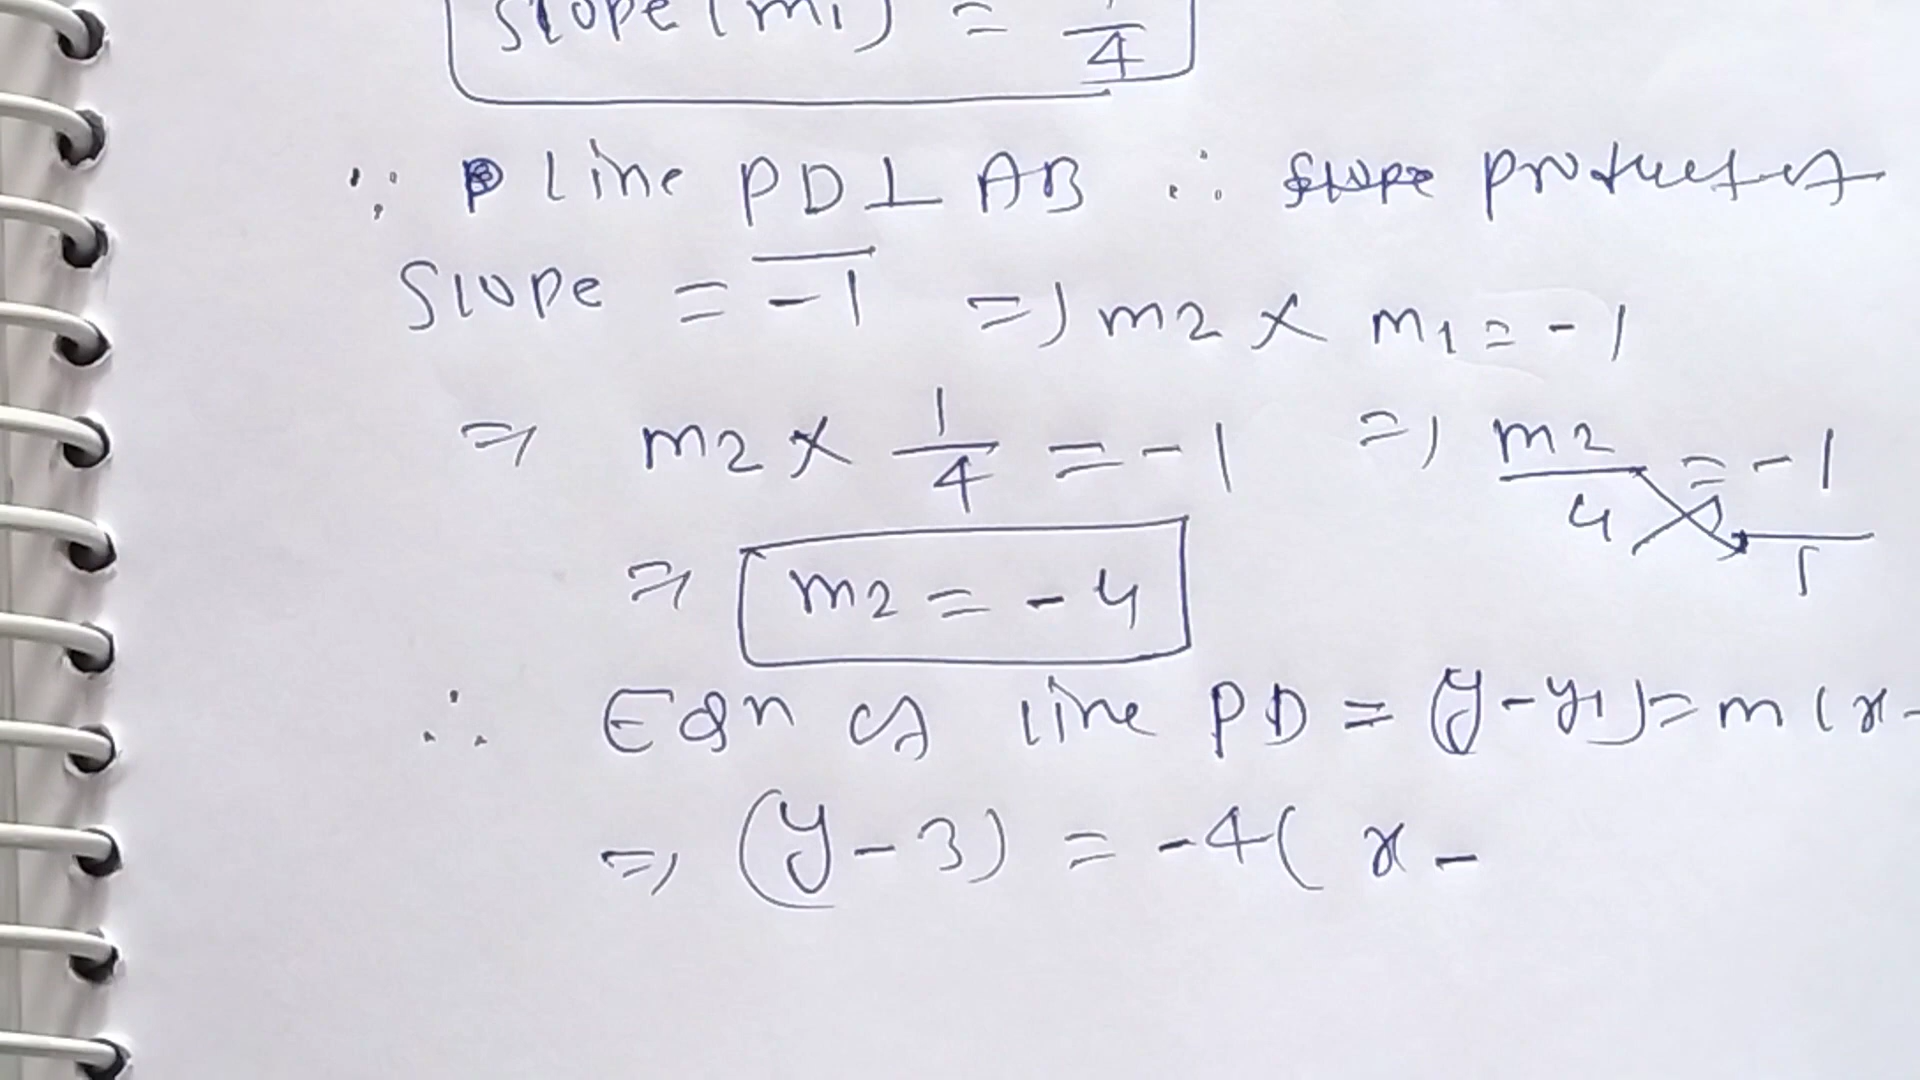 slope (m1) = 1/4
∵ line PD ⊥ AB ∴ slope product of
slope = -1 => m2 × m1 = -1
=> m2 × 1/4 = -1 => m2/4 = -1/1
=> m2 = -4
∴ Eqn of line PD = (y-y1) = m(x-
=> (y-3) = -4( x -